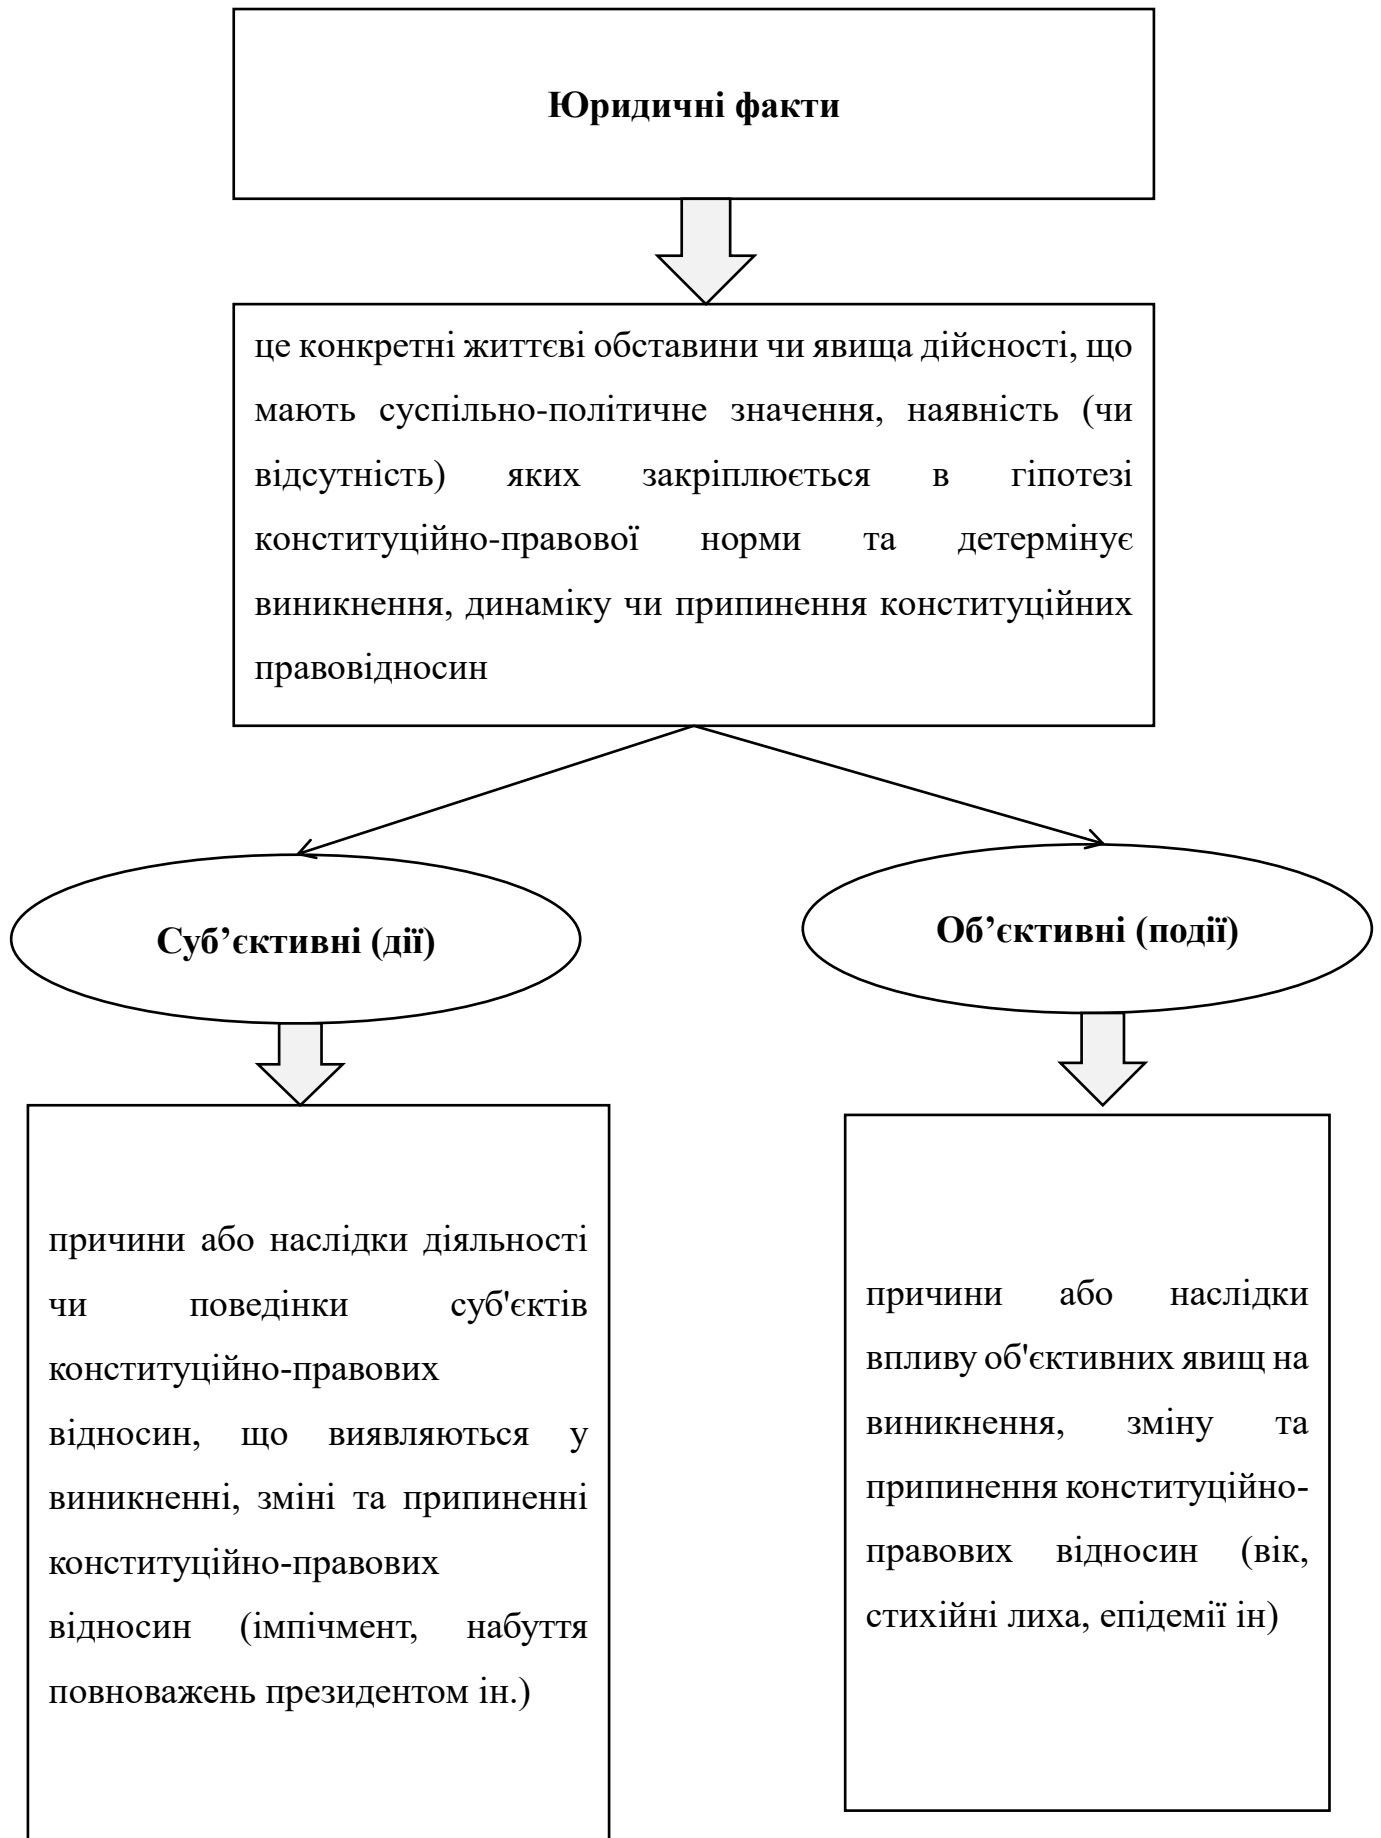 Юридичні факти
це конкретні життєві обставини чи явища дійсності, що
мають суспільно-політичне значення, наявність (чи
відсутність) яких закріплюється в гіпотезі
конституційно-правової норми та детермінує
виникнення, динаміку чи припинення конституційних
правовідносин
Суб’єктивні (дії)
Об’єктивні (події)
причини або наслідки діяльності
чи поведінки суб'єктів
конституційно-правових
відносин, що виявляються у
виникненні, зміні та припиненні
конституційно-правових
відносин (імпічмент, набуття
повноважень президентом ін.)
причини або наслідки
впливу об'єктивних явищ на
виникнення, зміну та
припинення конституційно-
правових відносин (вік,
стихійні лиха, епідемії ін)